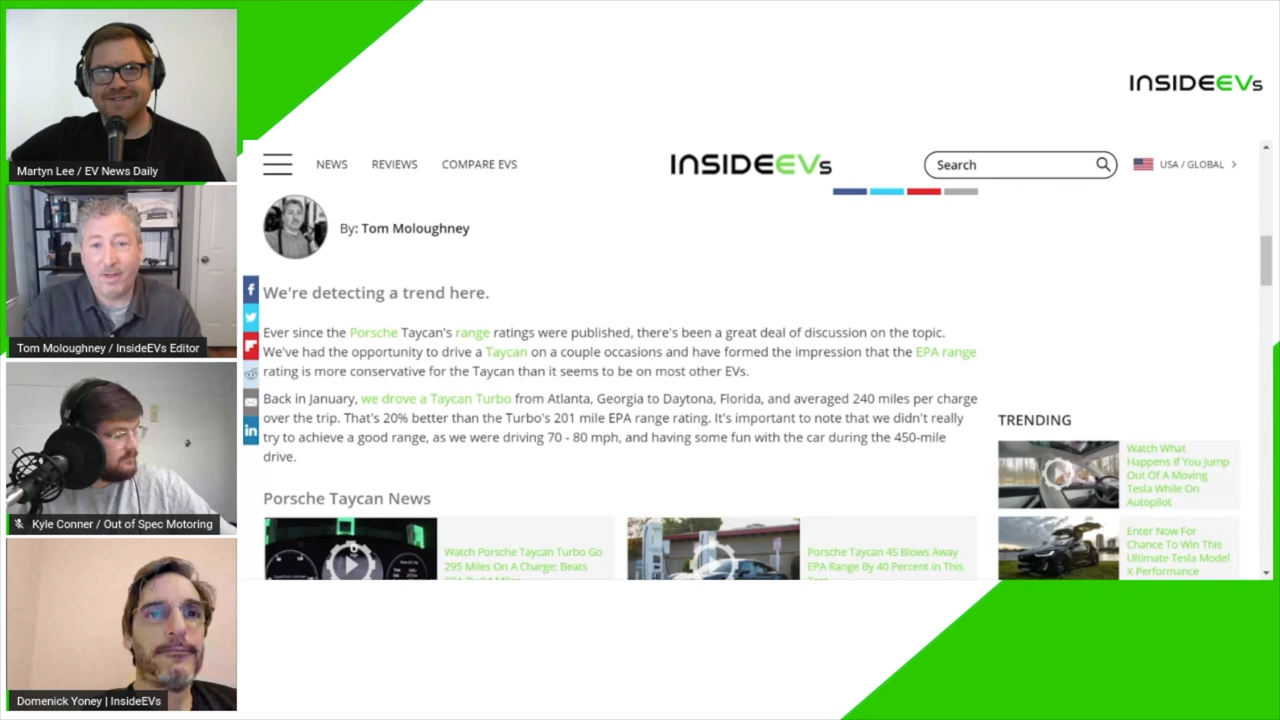 Martyn Lee / EV News Daily
Tom Moloughney / InsideEVs Editor
Kyle Conner / Out of Spec Motoring
Domenick Yoney | InsideEVs
INSIDEEVs
NEWS
REVIEWS
COMPARE EVS
INSIDEEVs
Search
USA / GLOBAL
By: Tom Moloughney
We're detecting a trend here.
Ever since the Porsche Taycan's range ratings were published, there's been a great deal of discussion on the topic.
We've had the opportunity to drive a Taycan on a couple occasions and have formed the impression that the EPA range
rating is more conservative for the Taycan than it seems to be on most other EVs.
Back in January, we drove a Taycan Turbo from Atlanta, Georgia to Daytona, Florida, and averaged 240 miles per charge
over the trip. That's 20% better than the Turbo's 201 mile EPA range rating. It's important to note that we didn't really
try to achieve a good range, as we were driving 70 - 80 mph, and having some fun with the car during the 450-mile
drive.
Porsche Taycan News
Watch Porsche Taycan Turbo Go
295 Miles On A Charge: Beats
Porsche Taycan 4S Blows Away
EPA Range By 40 Percent In This
TRENDING
Watch What
Happens If You Jump
Out Of A Moving
Tesla While On
Autopilot
Enter Now For
Chance To Win This
Ultimate Tesla Model
X Performance